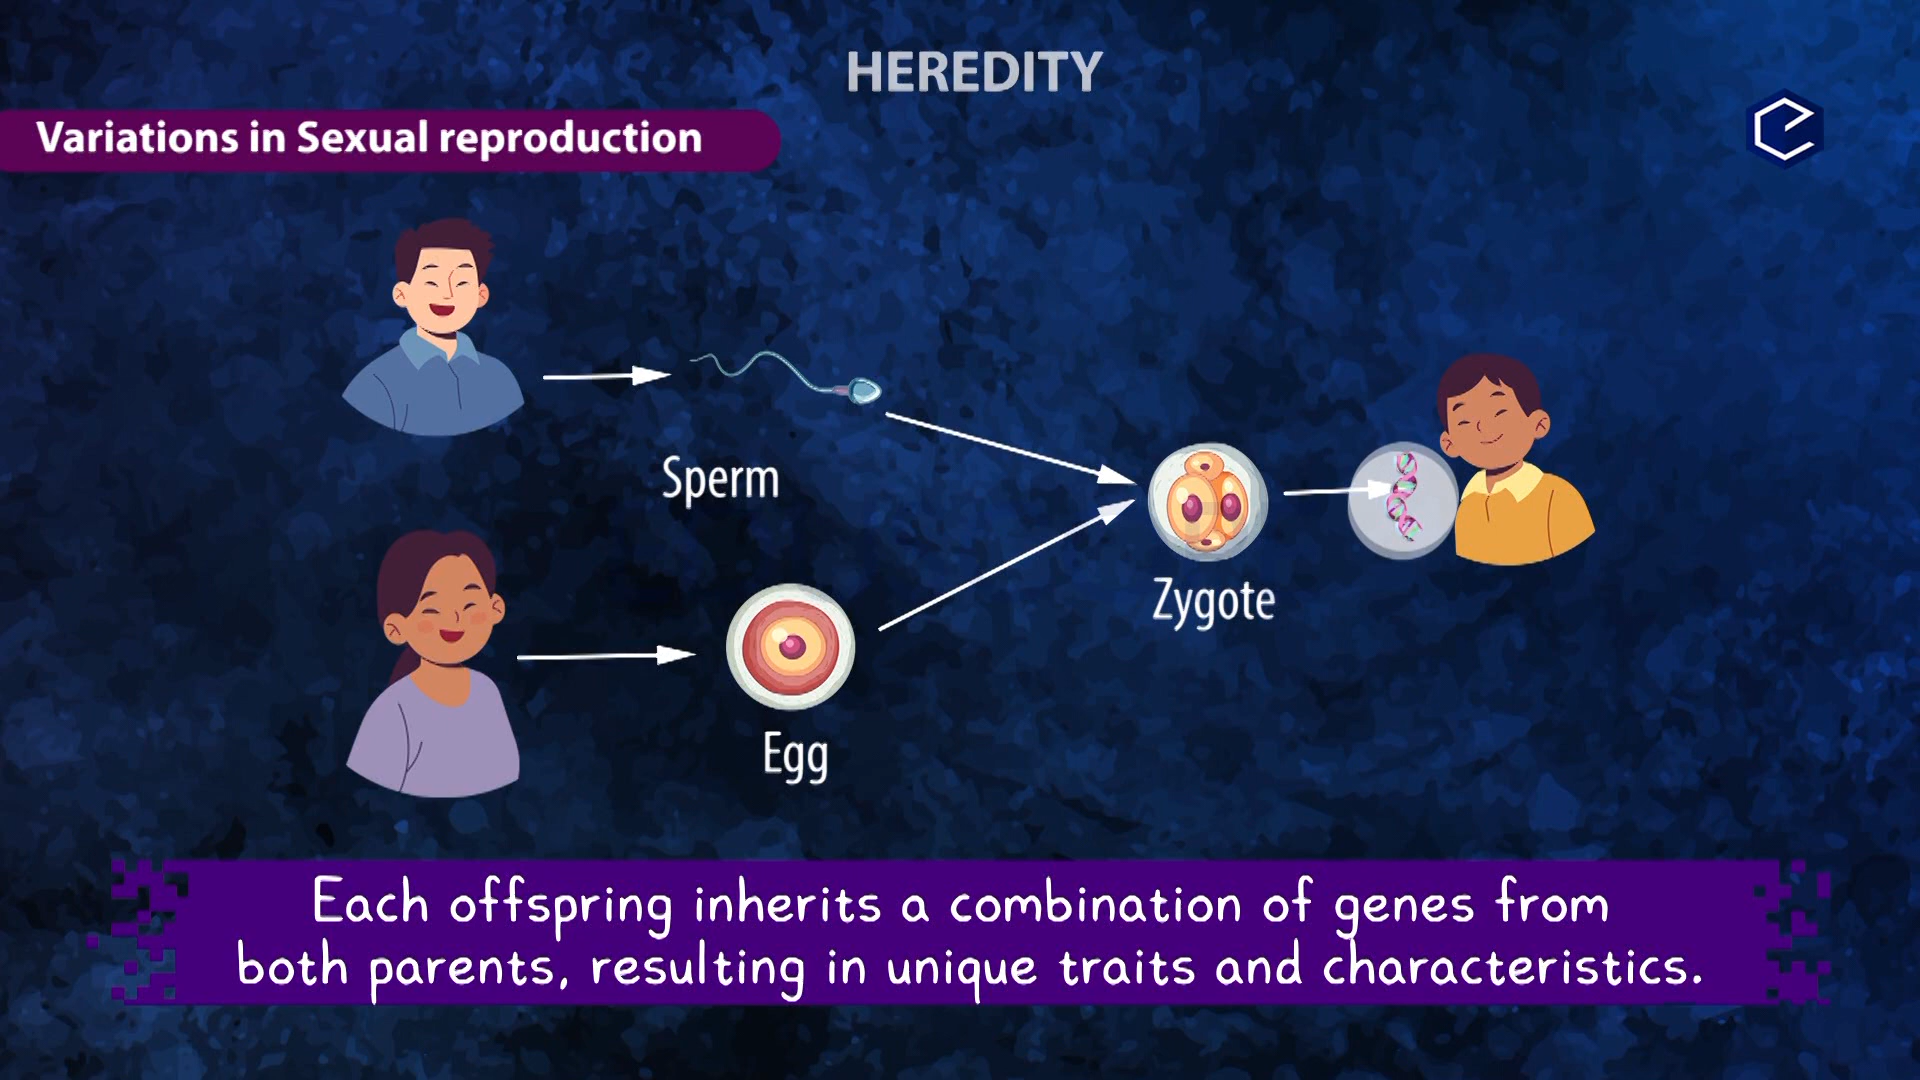 HEREDITY
Variations in Sexual reproduction
Sperm
Zygote
Egg
Each offspring inherits a combination of genes from
both parents, resulting in unique traits and characteristics.